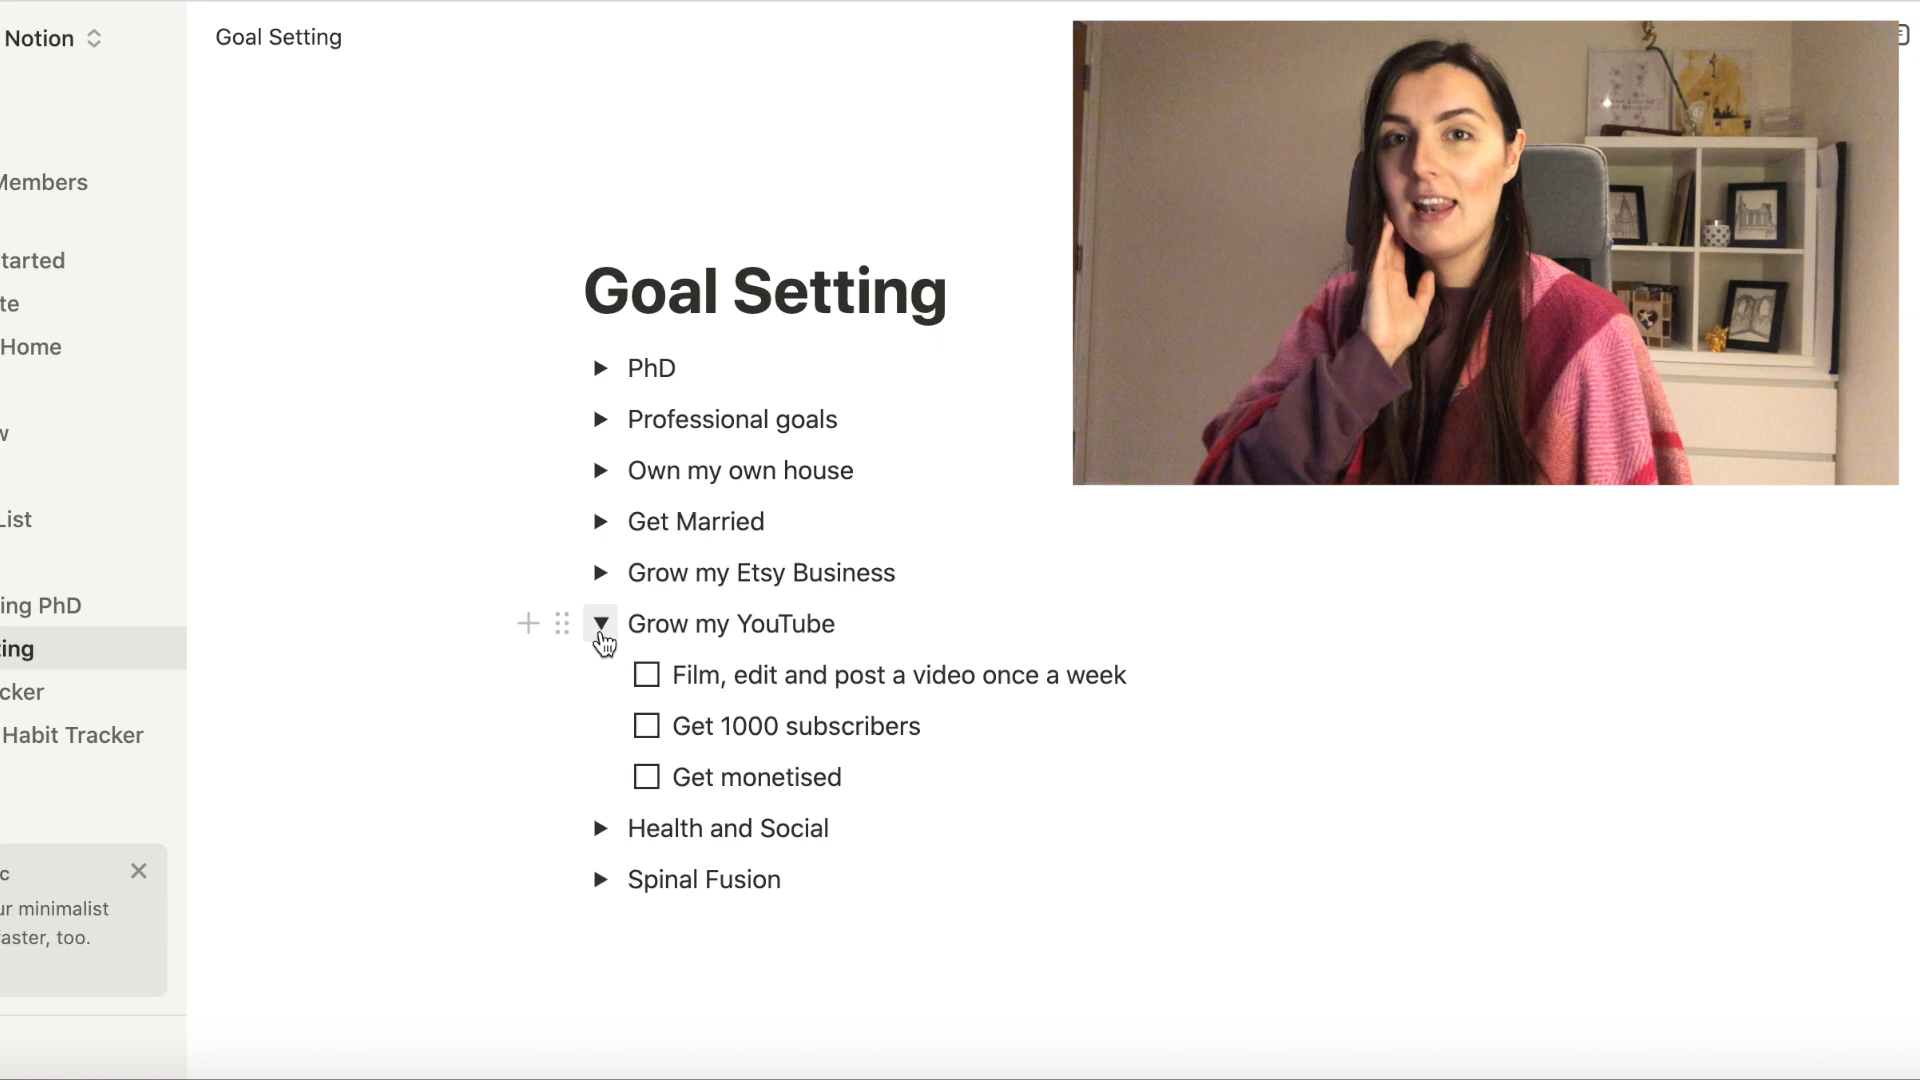 Notion
Goal Setting
Members
tarted
te
Home
w
List
ing PhD
ting
cker
Habit Tracker
c
ur minimalist
faster, too.
Goal Setting
PhD
Professional goals
Own my own house
Get Married
Grow my Etsy Business
Grow my YouTube
Film, edit and post a video once a week
Get 1000 subscribers
Get monetised
Health and Social
Spinal Fusion